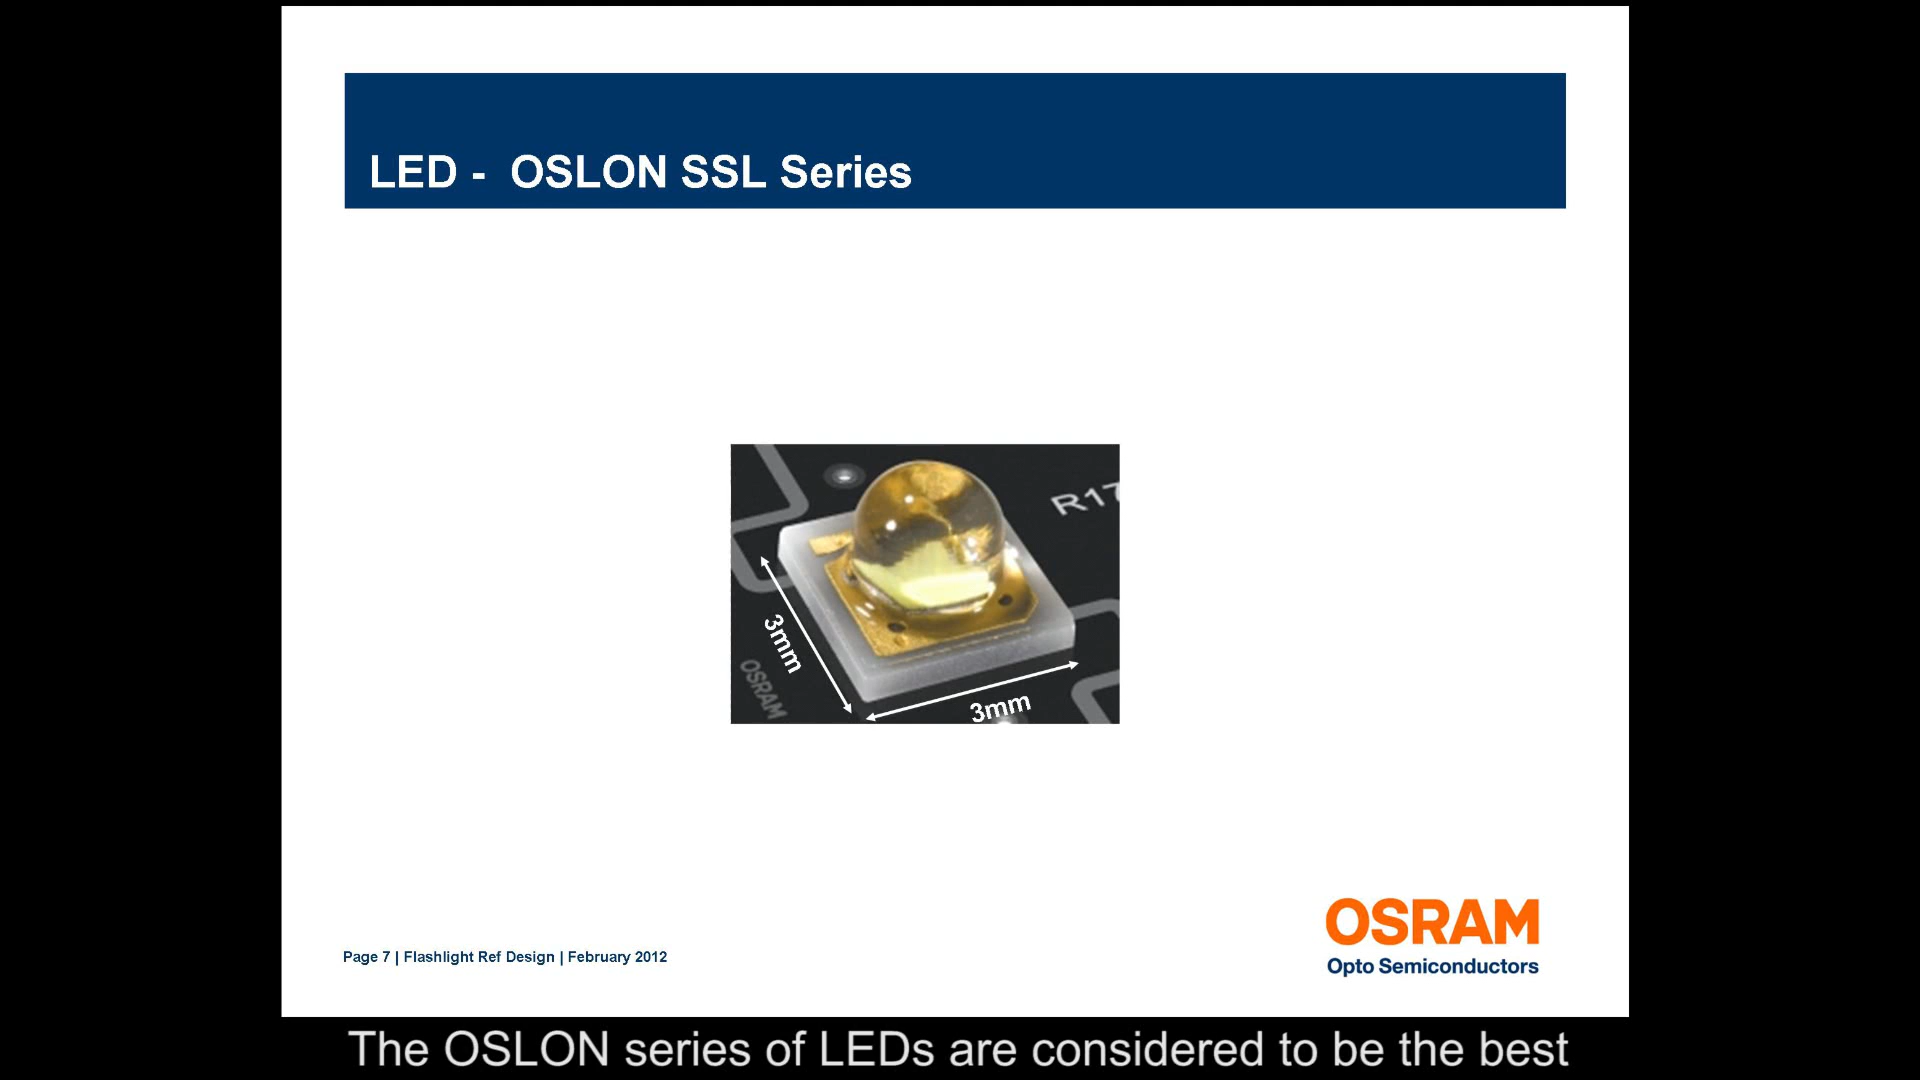 LED - OSLON SSL Series
R17
3mm
OSRAM
3mm
OSRAM
Opto Semiconductors
Page 7 | Flashlight Ref Design | February 2012
The OSLON series of LEDs are considered to be the best